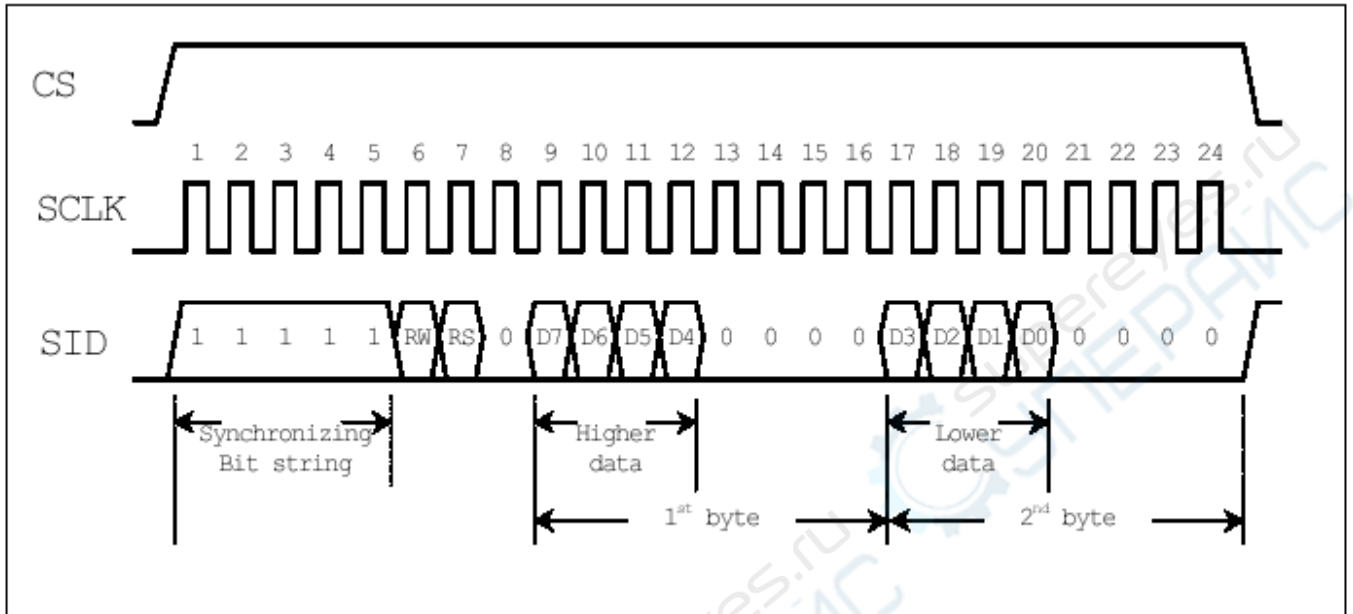 CS
1 2 3 4 5 6 7 8 9 10 11 12 13 14 15 16 17 18 19 20 21 22 23 24
SCLK
SID
1 1 1 1 1 RW RS 0 D7 D6 D5 D4 0 0 0 0 D3 D2 D1 D0 0 0 0 0
Synchronizing
Bit string
Higher
data
Lower
data
1st byte
2nd byte
supereyes.ru
СУПЕРАЙС